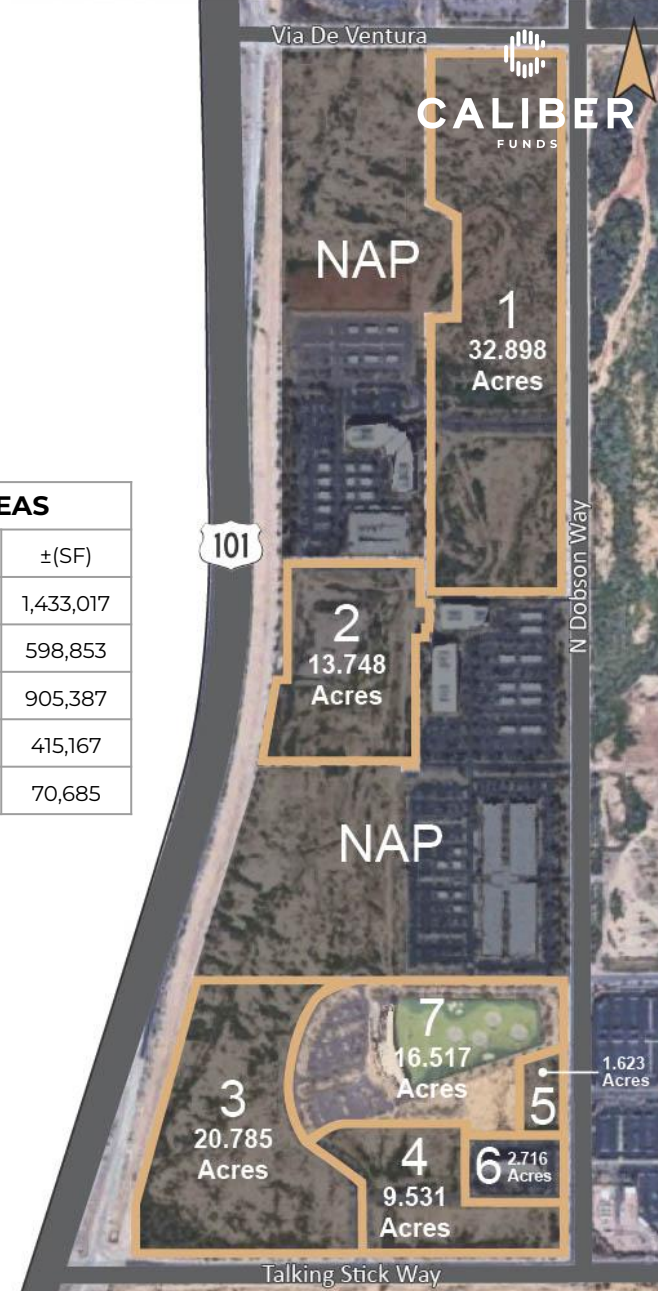 Via De Ventura
CALIBER
FUNDS
NAP
1
32.898
Acres
EAS
±(SF)
1,433,017
598,853
905,387
415,167
70,685
101
N Dobson Way
2
13.748
Acres
NAP
7
16.517
Acres
1.623
Acres
5
3
20.785
Acres
4
9.531
Acres
6
2.716
Acres
Talking Stick Way